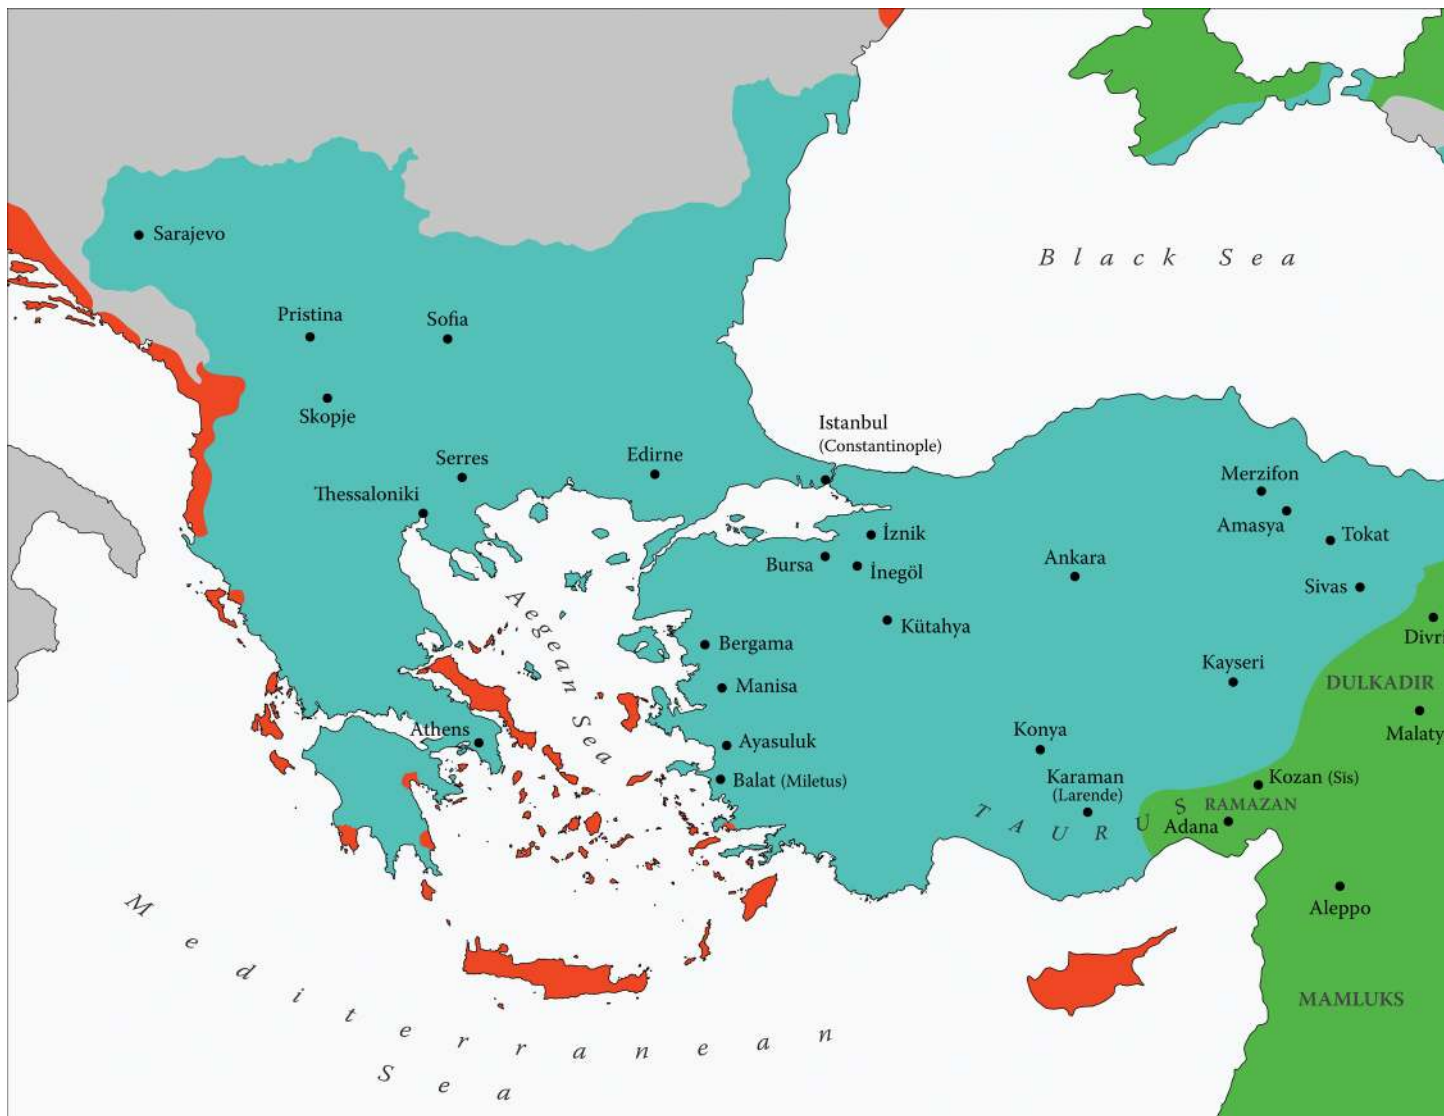 Black Sea
Sarajevo
Pristina
Sofia
Skopje
Istanbul
(Constantinople)
Edirne
Serres
Thessaloniki
Merzifon
Amasya
Tokat
İznik
Bursa
İnegöl
Ankara
Sivas
Kütahya
Divri
Aegean Sea
Bergama
Kayseri
DULKADIR
Manisa
Malaty
Athens
Ayasuluk
Konya
Balat (Miletus)
Karaman
(Larende)
Kozan (Sis)
RAMAZAN
TAURUS
Adana
Aleppo
MAMLUKS
Mediterranean
Sea